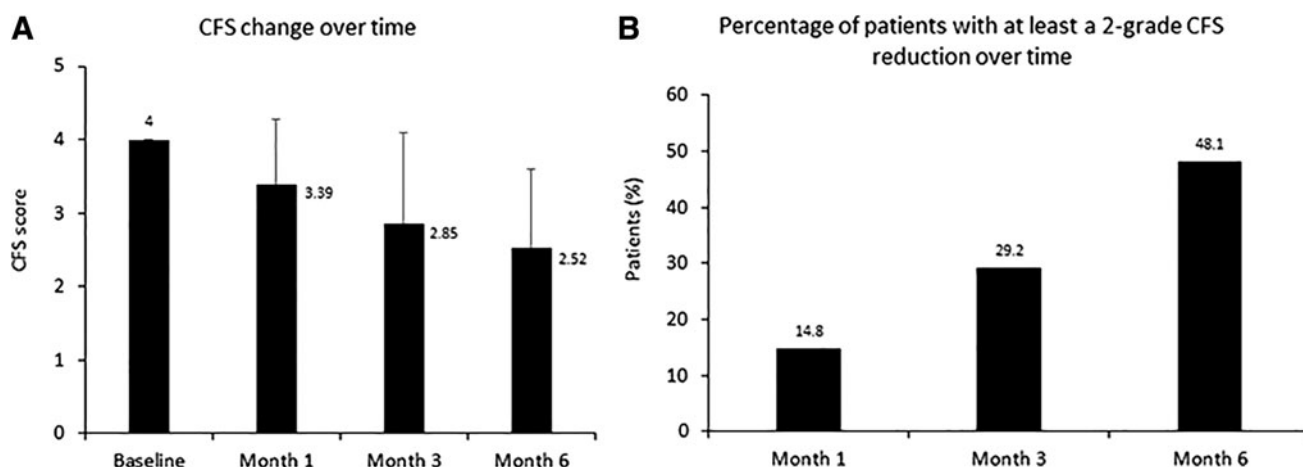 A
CFS change over time
CFS score
5
4
3
2
1
0
4
3.39
2.85
2.52
Baseline Month 1 Month 3 Month 6
B
Percentage of patients with at least a 2-grade CFS
reduction over time
Patients (%)
60
50
40
30
20
10
0
14.8
29.2
48.1
Month 1 Month 3 Month 6